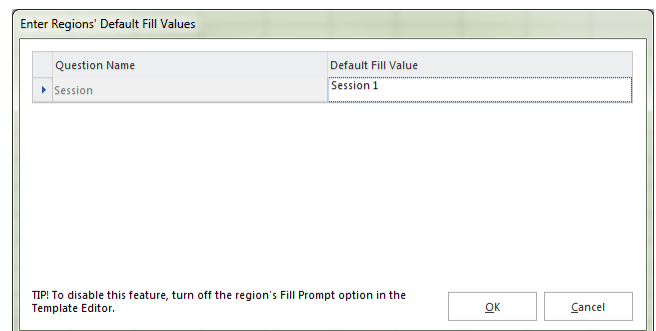 Enter Regions' Default Fill Values
Question Name Default Fill Value
Session Session 1
TIP! To disable this feature, turn off the region's Fill Prompt option in the
Template Editor.
OK Cancel